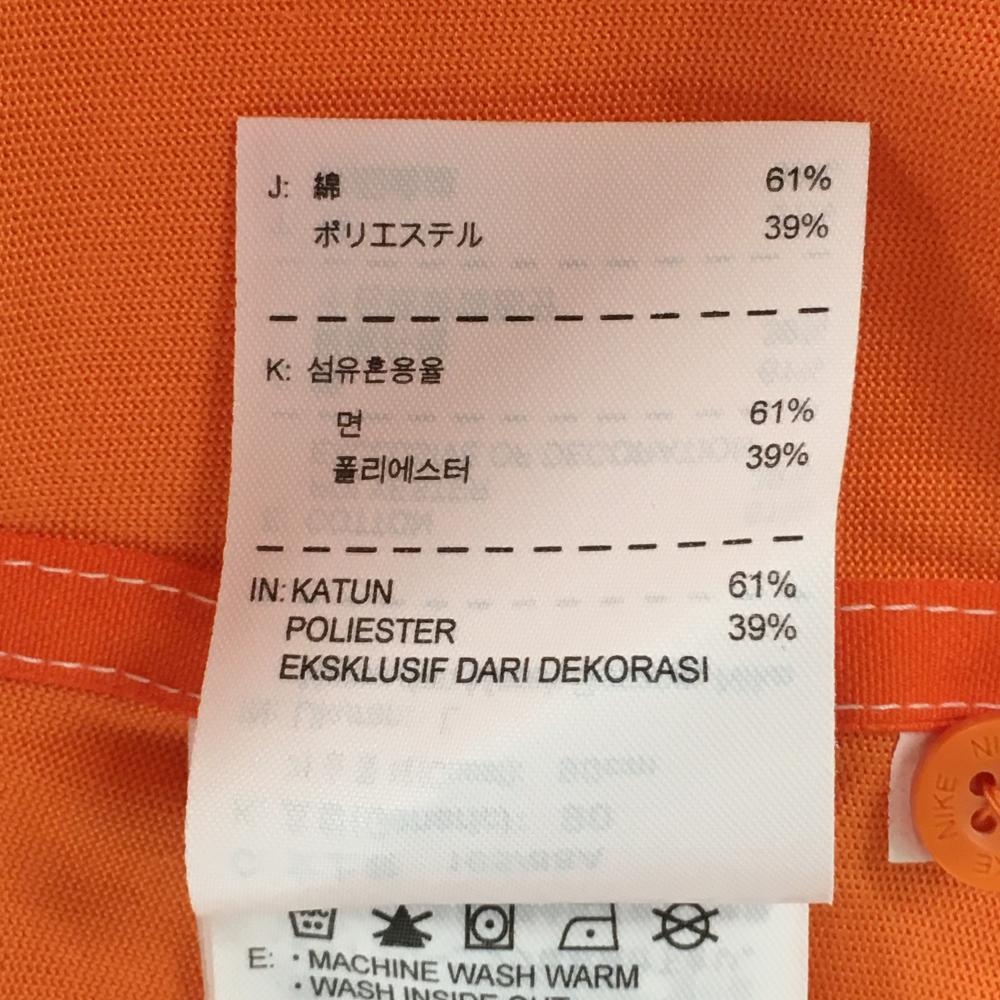 J: 綿 61%
ポリエステル 39%
K: 섬유혼용율
면 61%
폴리에스터 39%
IN: KATUN 61%
POLIESTER 39%
EKSKLUSIF DARI DEKORASI
NIKE
E: · MACHINE WASH WARM
· WASH INSIDE OUT